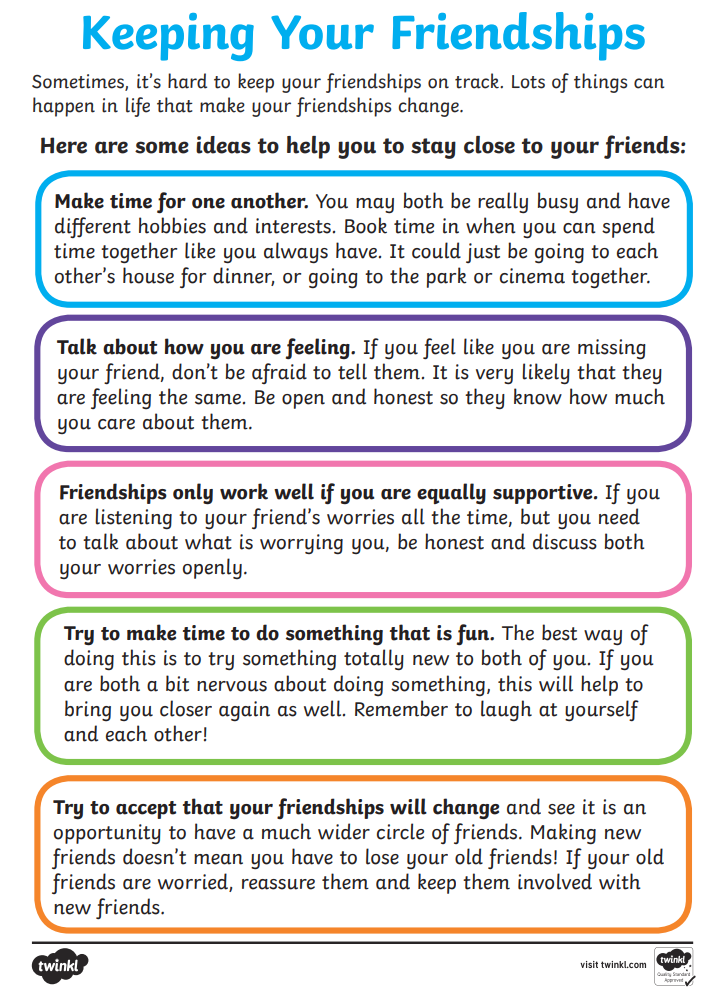 Keeping Your Friendships
Sometimes, it's hard to keep your friendships on track. Lots of things can
happen in life that make your friendships change.
Here are some ideas to help you to stay close to your friends:
Make time for one another. You may both be really busy and have
different hobbies and interests. Book time in when you can spend
time together like you always have. It could just be going to each
other's house for dinner, or going to the park or cinema together.
Talk about how you are feeling. If you feel like you are missing
your friend, don't be afraid to tell them. It is very likely that they
are feeling the same. Be open and honest so they know how much
you care about them.
Friendships only work well if you are equally supportive. If you
are listening to your friend's worries all the time, but you need
to talk about what is worrying you, be honest and discuss both
your worries openly.
Try to make time to do something that is fun. The best way of
doing this is to try something totally new to both of you. If you
are both a bit nervous about doing something, this will help to
bring you closer again as well. Remember to laugh at yourself
and each other!
Try to accept that your friendships will change and see it is an
opportunity to have a much wider circle of friends. Making new
friends doesn't mean you have to lose your old friends! If your old
friends are worried, reassure them and keep them involved with
new friends.
twinkl
visit twinkl.com
twinkl
Quality Standard
Approved